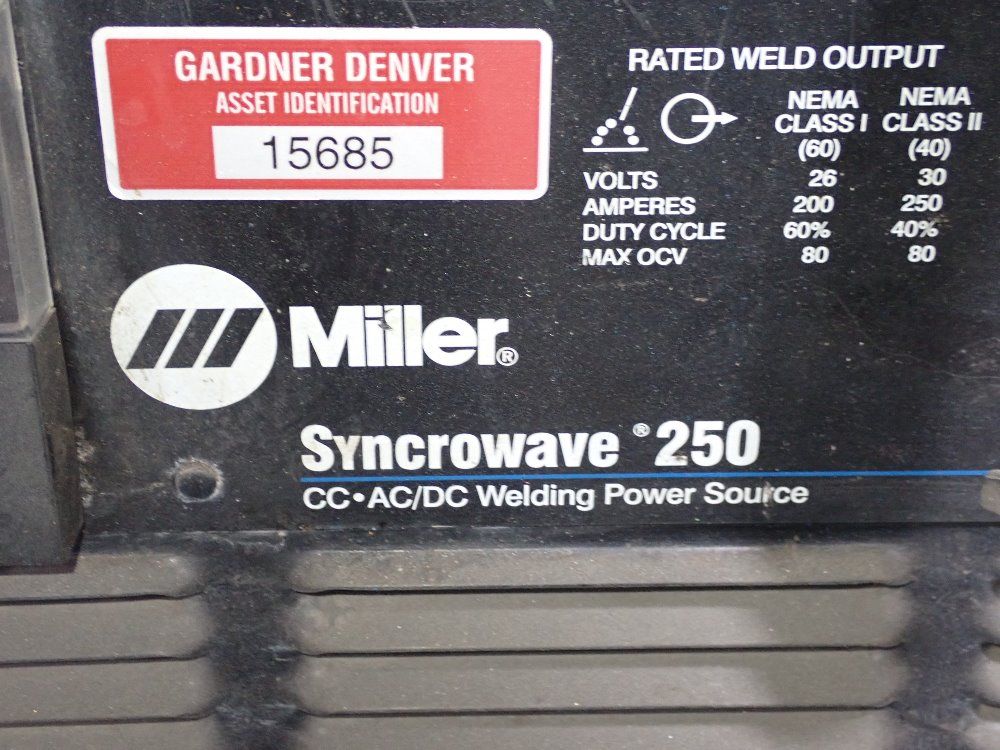 GARDNER DENVER
ASSET IDENTIFICATION
15685
RATED WELD OUTPUT
NEMA NEMA
CLASS I CLASS II
(60) (40)
VOLTS 26 30
AMPERES 200 250
DUTY CYCLE 60% 40%
MAX OCV 80 80
Miller®
Syncrowave® 250
CC•AC/DC Welding Power Source